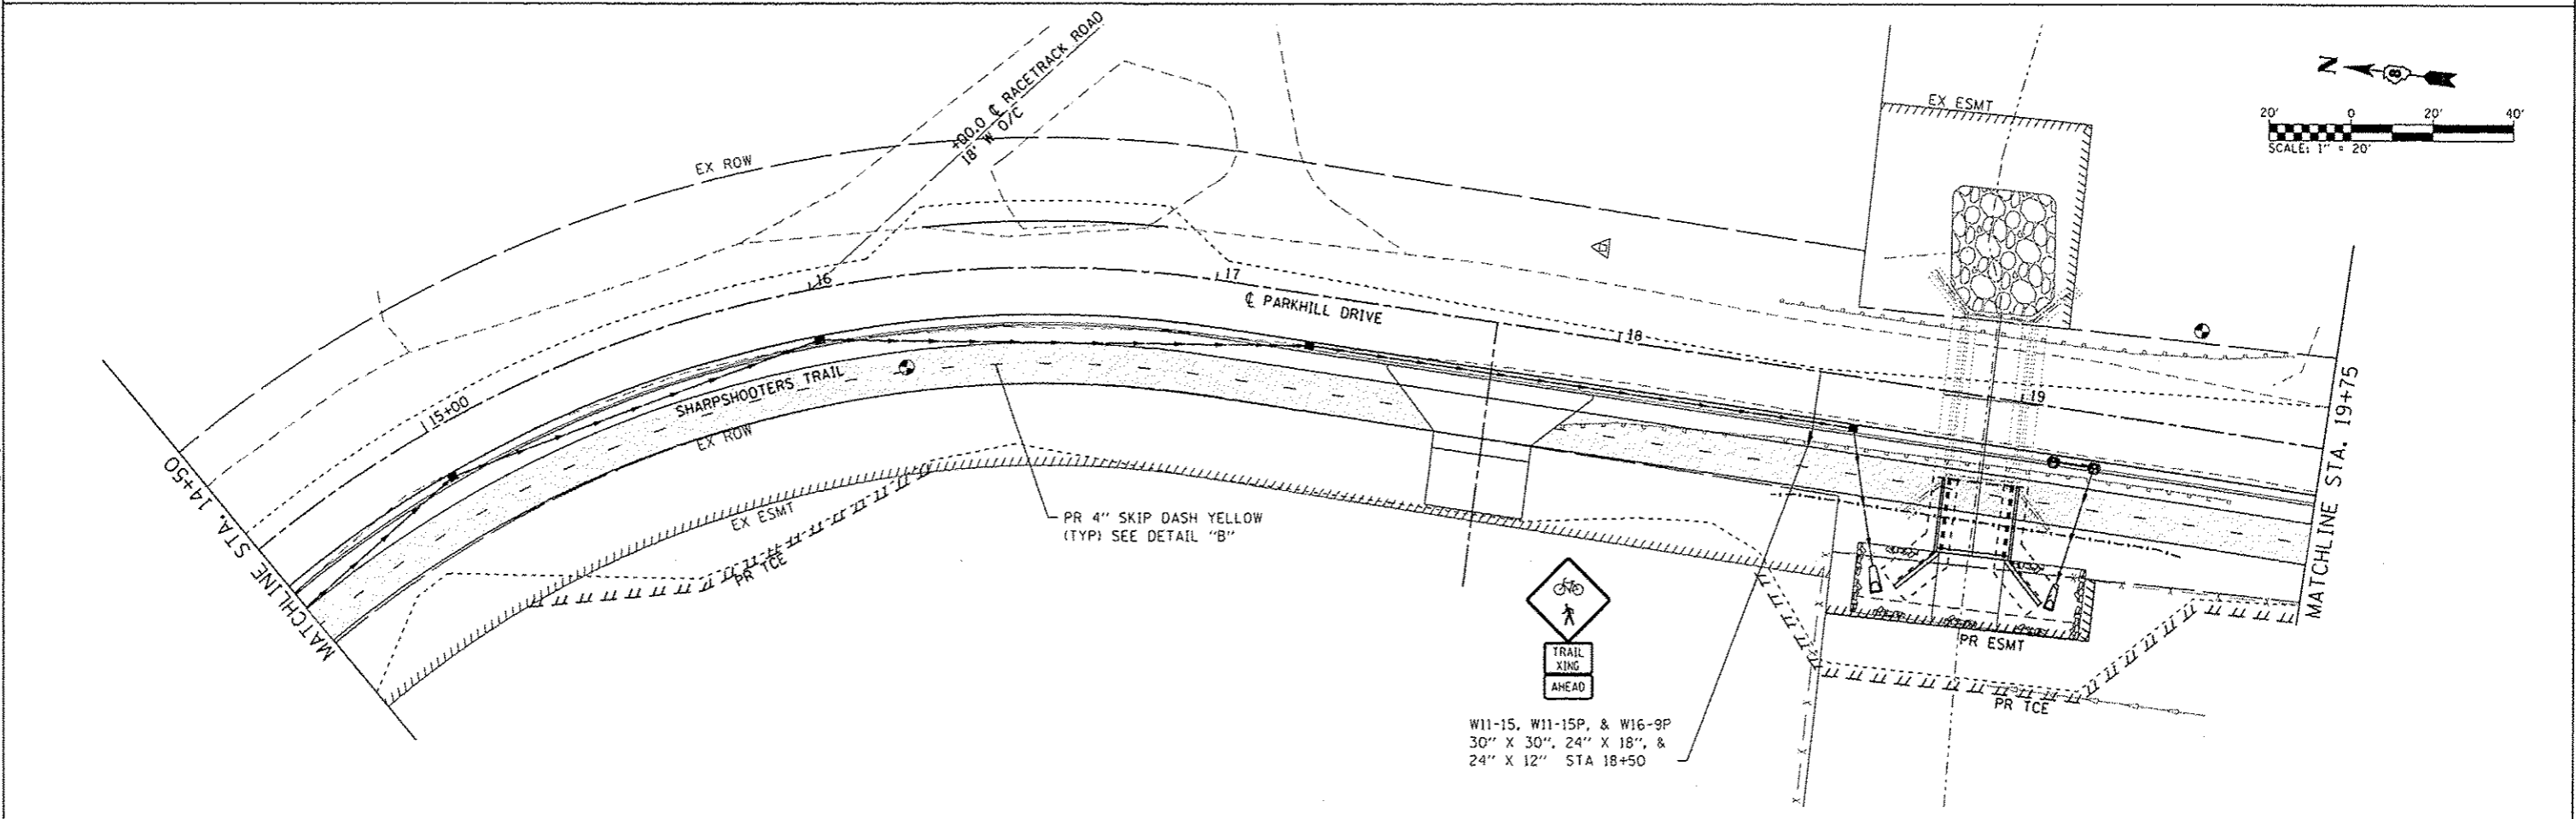 +00.0 ℄ RACETRACK ROAD
18' W O/C
EX ROW
EX ESMT
N
20' 0 20' 40'
SCALE: 1" = 20'
16
17
℄ PARKHILL DRIVE
18
19
15+00
SHARPSHOOTERS TRAIL
EX ROW
MATCHLINE STA. 14+50
MATCHLINE STA. 19+75
EX ESMT
PR TCE
PR 4" SKIP DASH YELLOW
(TYP) SEE DETAIL "B"
TRAIL
XING
AHEAD
W11-15, W11-15P, & W16-9P
30" X 30", 24" X 18", &
24" X 12" STA 18+50
PR ESMT
PR TCE